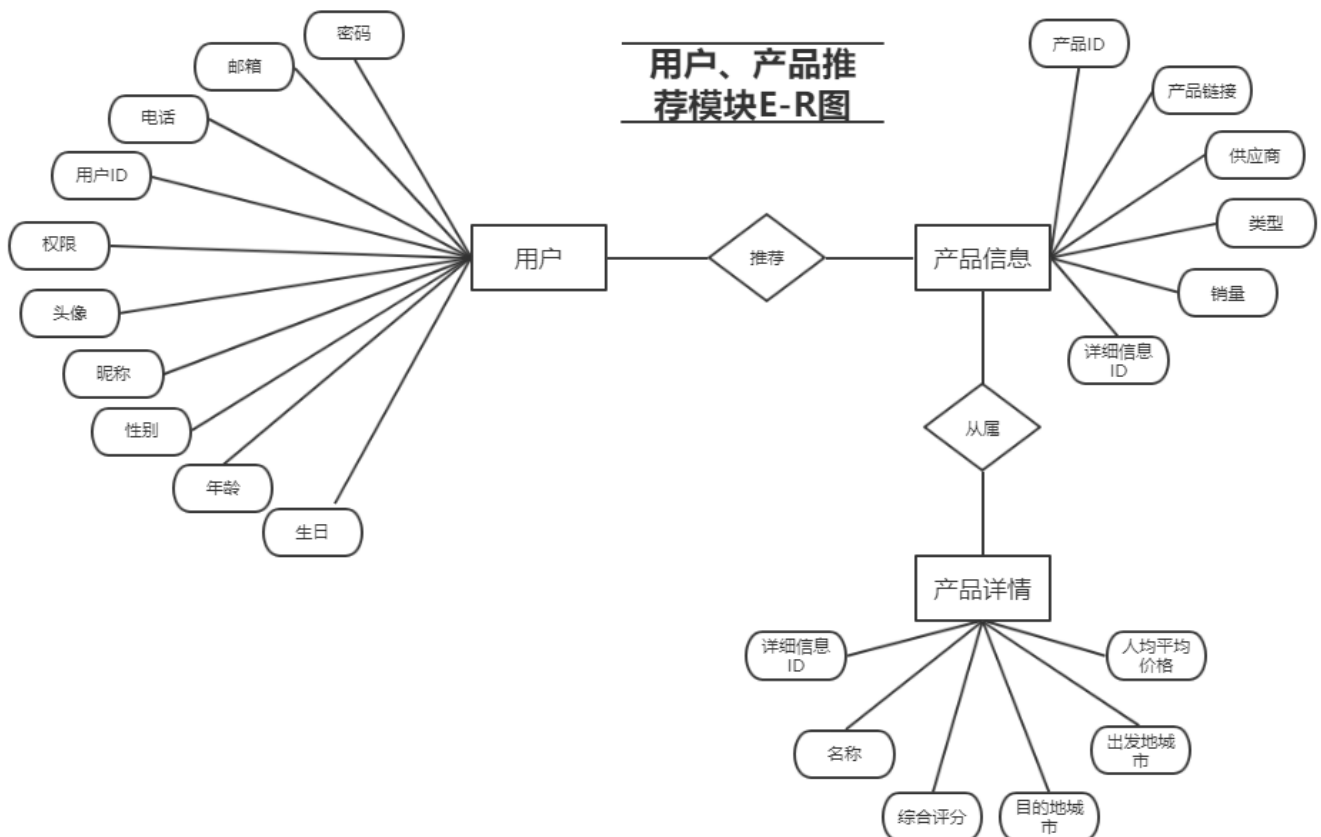 密码
邮箱
电话
用户ID
权限
头像
昵称
性别
年龄
生日
用户、产品推
荐模块E-R图
用户
推荐
产品信息
产品ID
产品链接
供应商
类型
销量
详细信息
ID
从属
产品详情
详细信息
ID
名称
综合评分
目的地城
市
出发地城
市
人均平均
价格